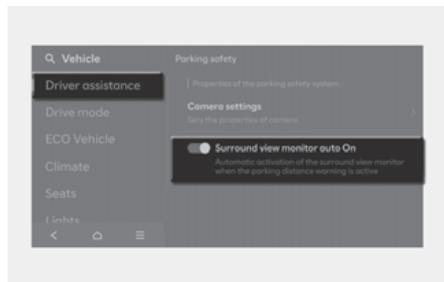 Vehicle
Driver assistance
Drive mode
ECO Vehicle
Climate
Seats
Lights
Parking safety
Properties of the parking safety system.
Camera settings
Sets the properties of camera
Surround view monitor auto On
Automatic activation of the surround view monitor
when the parking distance warning is active